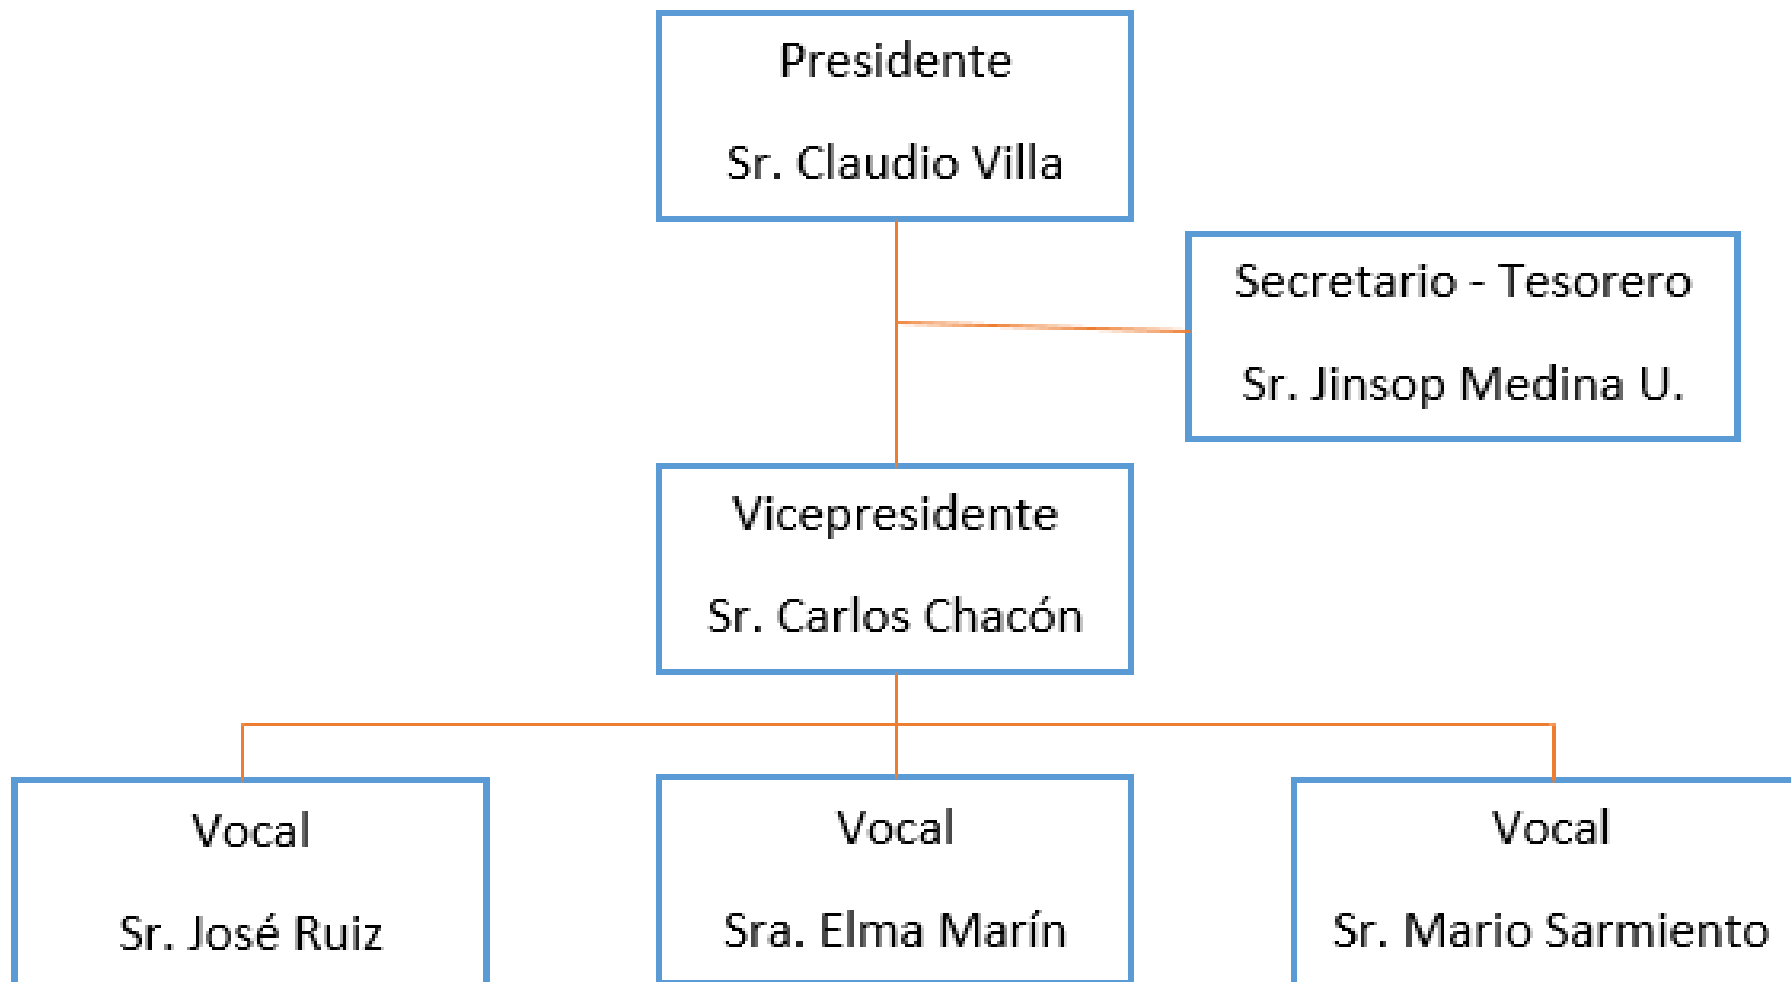 Presidente
Sr. Claudio Villa
Secretario - Tesorero
Sr. Jinsop Medina U.
Vicepresidente
Sr. Carlos Chacón
Vocal
Sr. José Ruiz
Vocal
Sra. Elma Marín
Vocal
Sr. Mario Sarmiento